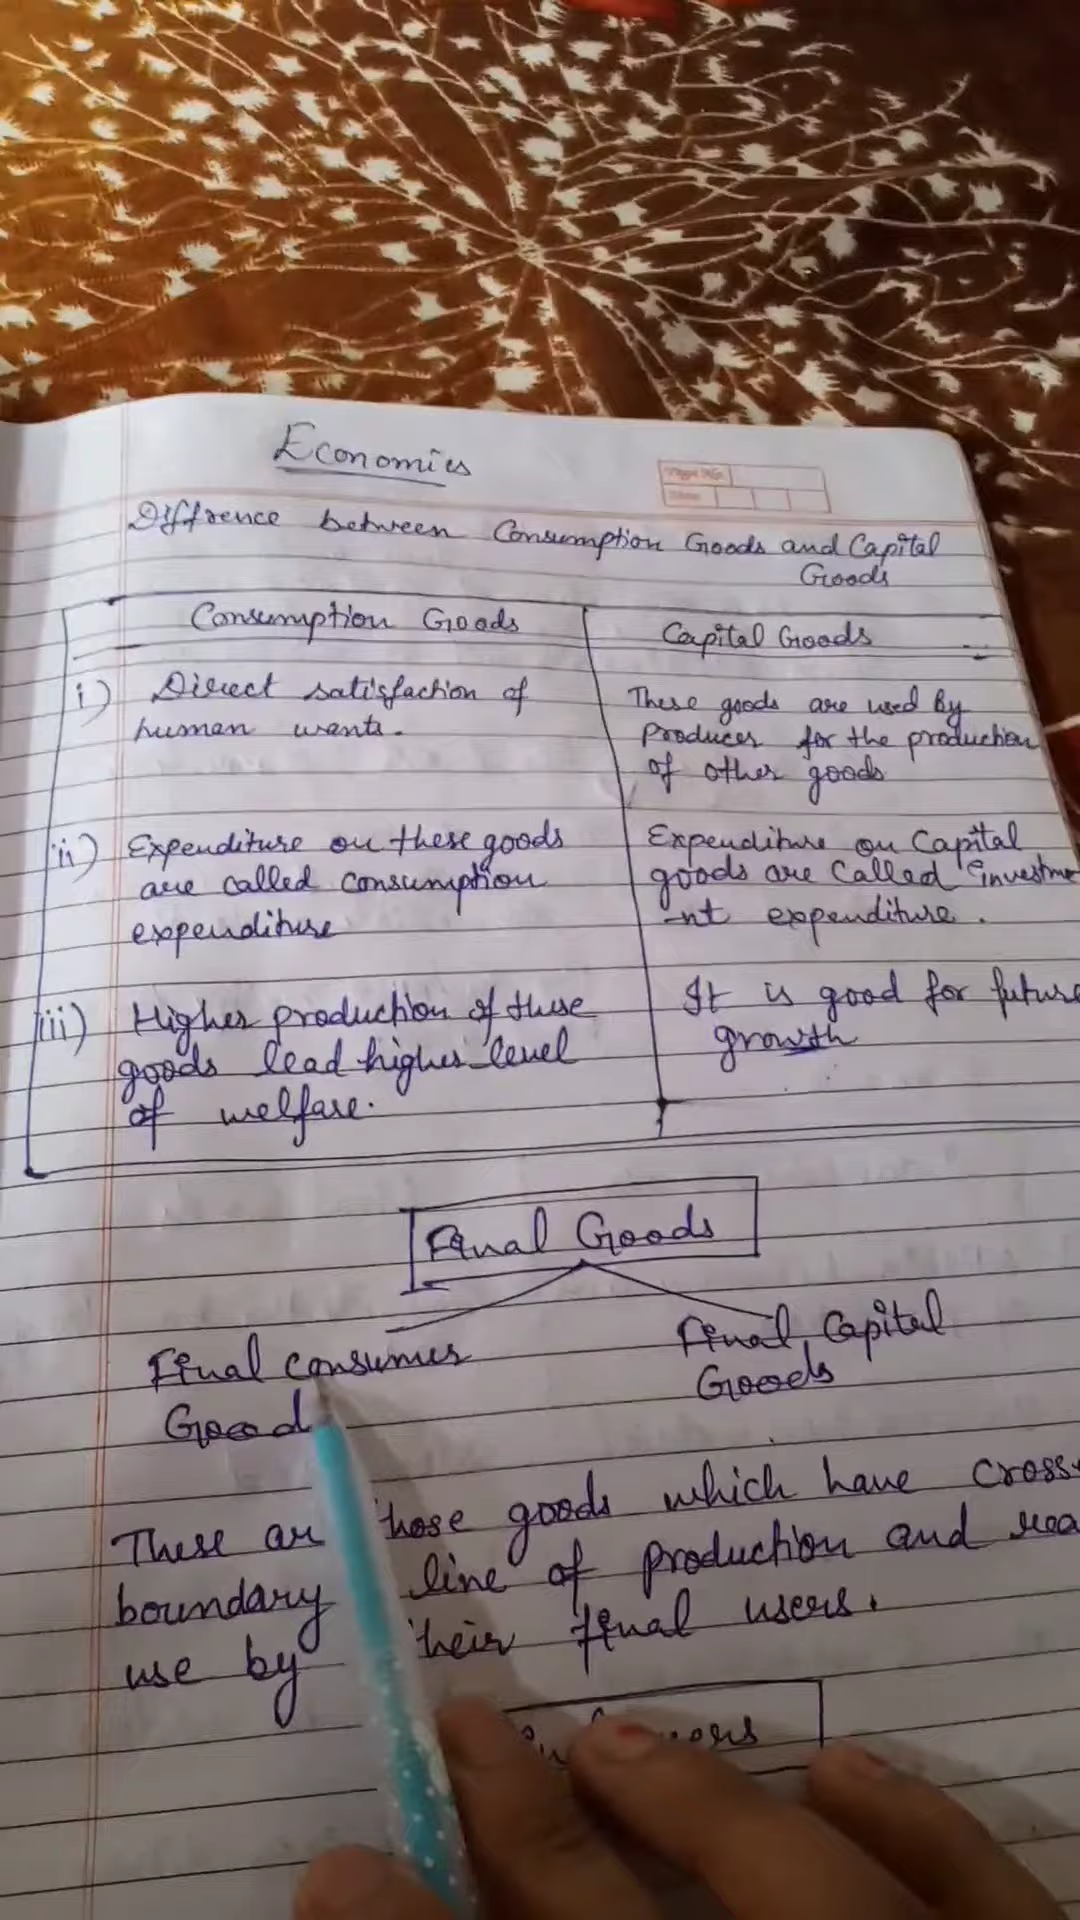 Economics
Page No.
Date
Diffrence between Consumption Goods and Capital
Goods
Consumption Goods
Capital Goods
i) Direct satisfaction of
human wants.
These goods are used by
producer for the production
of other goods
ii) Expenditure on these goods
are called consumption
expenditure
Expenditure on Capital
goods are called investme
-nt expenditure.
iii) Higher production of these
goods lead higher level
of welfare.
It is good for future
growth
Final Goods
Final Consumer
Good
Final Capital
Goods
These are those goods which have cross
boundary line of production and rea
use by their final users.